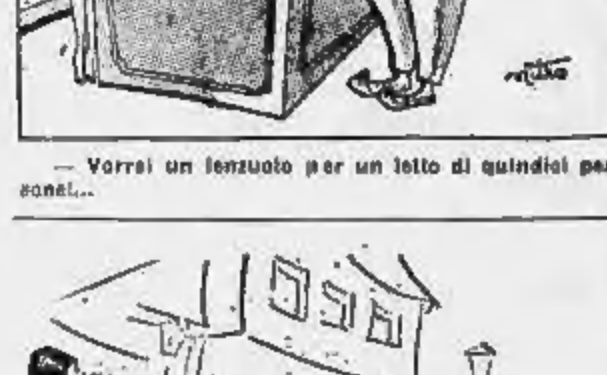 — Vorrei un lenzuolo per un letto di quindici per
sone!...